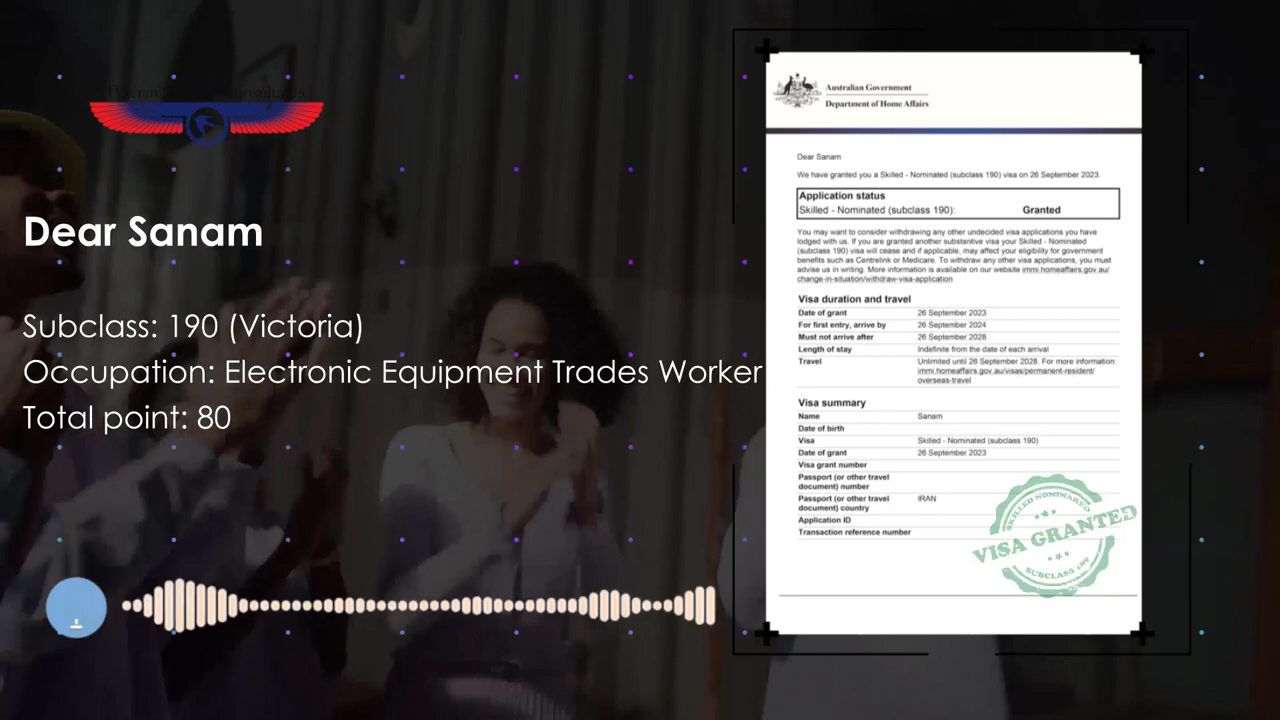 Dear Sanam
Subclass: 190 (Victoria)
Occupation: Electronic Equipment Trades Worker
Total point: 80
Australian Government
Department of Home Affairs
Dear Sanam
We have granted you a Skilled - Nominated (subclass 190) visa on 26 September 2023.
Application status
Skilled - Nominated (subclass 190): Granted
You may want to consider withdrawing any other undecided visa applications you have
lodged with us. If you are granted another substantive visa your Skilled - Nominated
(subclass 190) visa will cease and if applicable, may affect your eligibility for government
benefits such as Centrelink or Medicare. To withdraw any other visa applications, you must
advise us in writing. More information is available on our website immi.homeaffairs.gov.au/
change-in-situation/withdraw-visa-application
Visa duration and travel
Date of grant 26 September 2023
For first entry, arrive by 26 September 2024
Must not arrive after 26 September 2028
Length of stay Indefinite from the date of each arrival
Travel Unlimited until 26 September 2028. For more information:
immi.homeaffairs.gov.au/visas/permanent-resident/
overseas-travel
Visa summary
Name Sanam
Date of birth
Visa Skilled - Nominated (subclass 190)
Date of grant 26 September 2023
Visa grant number
Passport (or other travel
document) number
Passport (or other travel IRAN
document) country
Application ID
Transaction reference number
SKILLED NOMINARED
VISA GRANTED